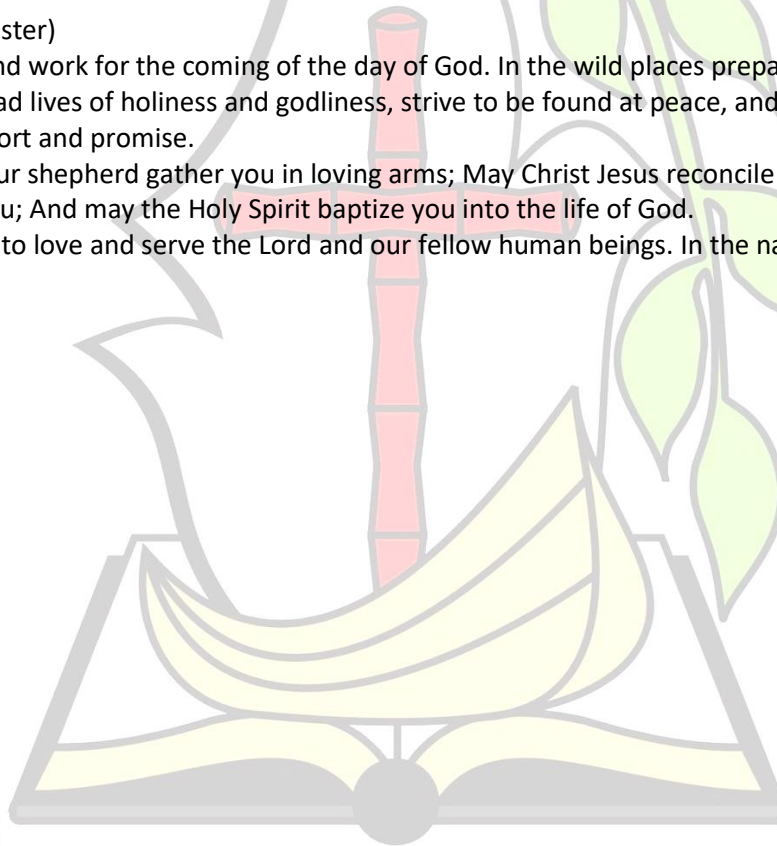 ster)
nd work for the coming of the day of God. In the wild places prepa
ad lives of holiness and godliness, strive to be found at peace, and
ort and promise.
ur shepherd gather you in loving arms; May Christ Jesus reconcile
u; And may the Holy Spirit baptize you into the life of God.
to love and serve the Lord and our fellow human beings. In the na